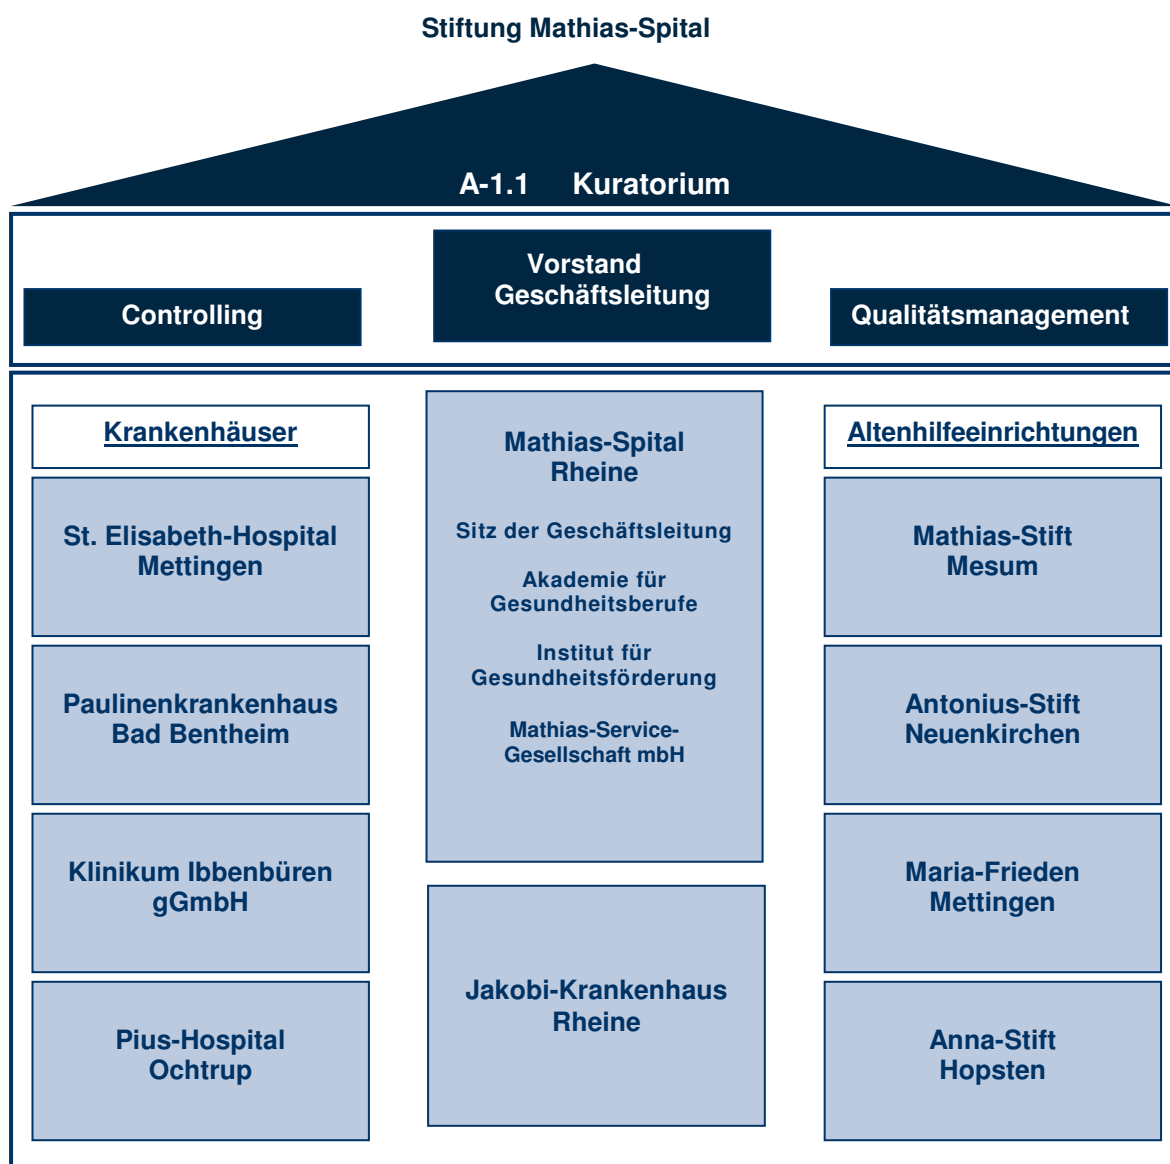 Stiftung Mathias-Spital
A-1.1 Kuratorium
Vorstand
Geschäftsleitung
Controlling
Qualitätsmanagement
Krankenhäuser
St. Elisabeth-Hospital
Mettingen
Paulinenkrankenhaus
Bad Bentheim
Klinikum Ibbenbüren
gGmbH
Pius-Hospital
Ochtrup
Mathias-Spital
Rheine
Sitz der Geschäftsleitung
Akademie für
Gesundheitsberufe
Institut für
Gesundheitsförderung
Mathias-Service-
Gesellschaft mbH
Jakobi-Krankenhaus
Rheine
Altenhilfeeinrichtungen
Mathias-Stift
Mesum
Antonius-Stift
Neuenkirchen
Maria-Frieden
Mettingen
Anna-Stift
Hopsten